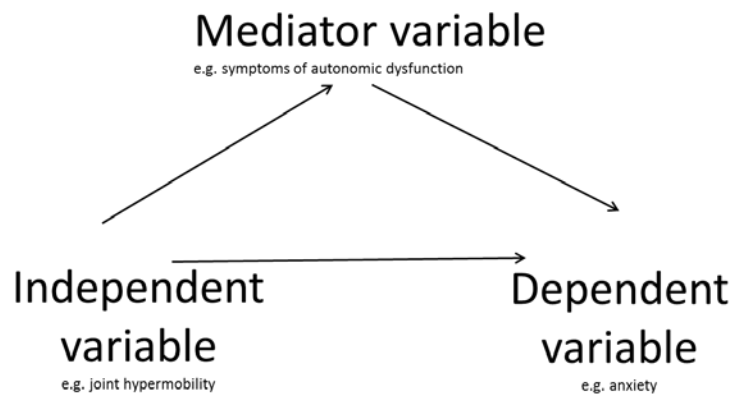 Mediator variable
e.g. symptoms of autonomic dysfunction
Independent
variable
e.g. joint hypermobility
Dependent
variable
e.g. anxiety